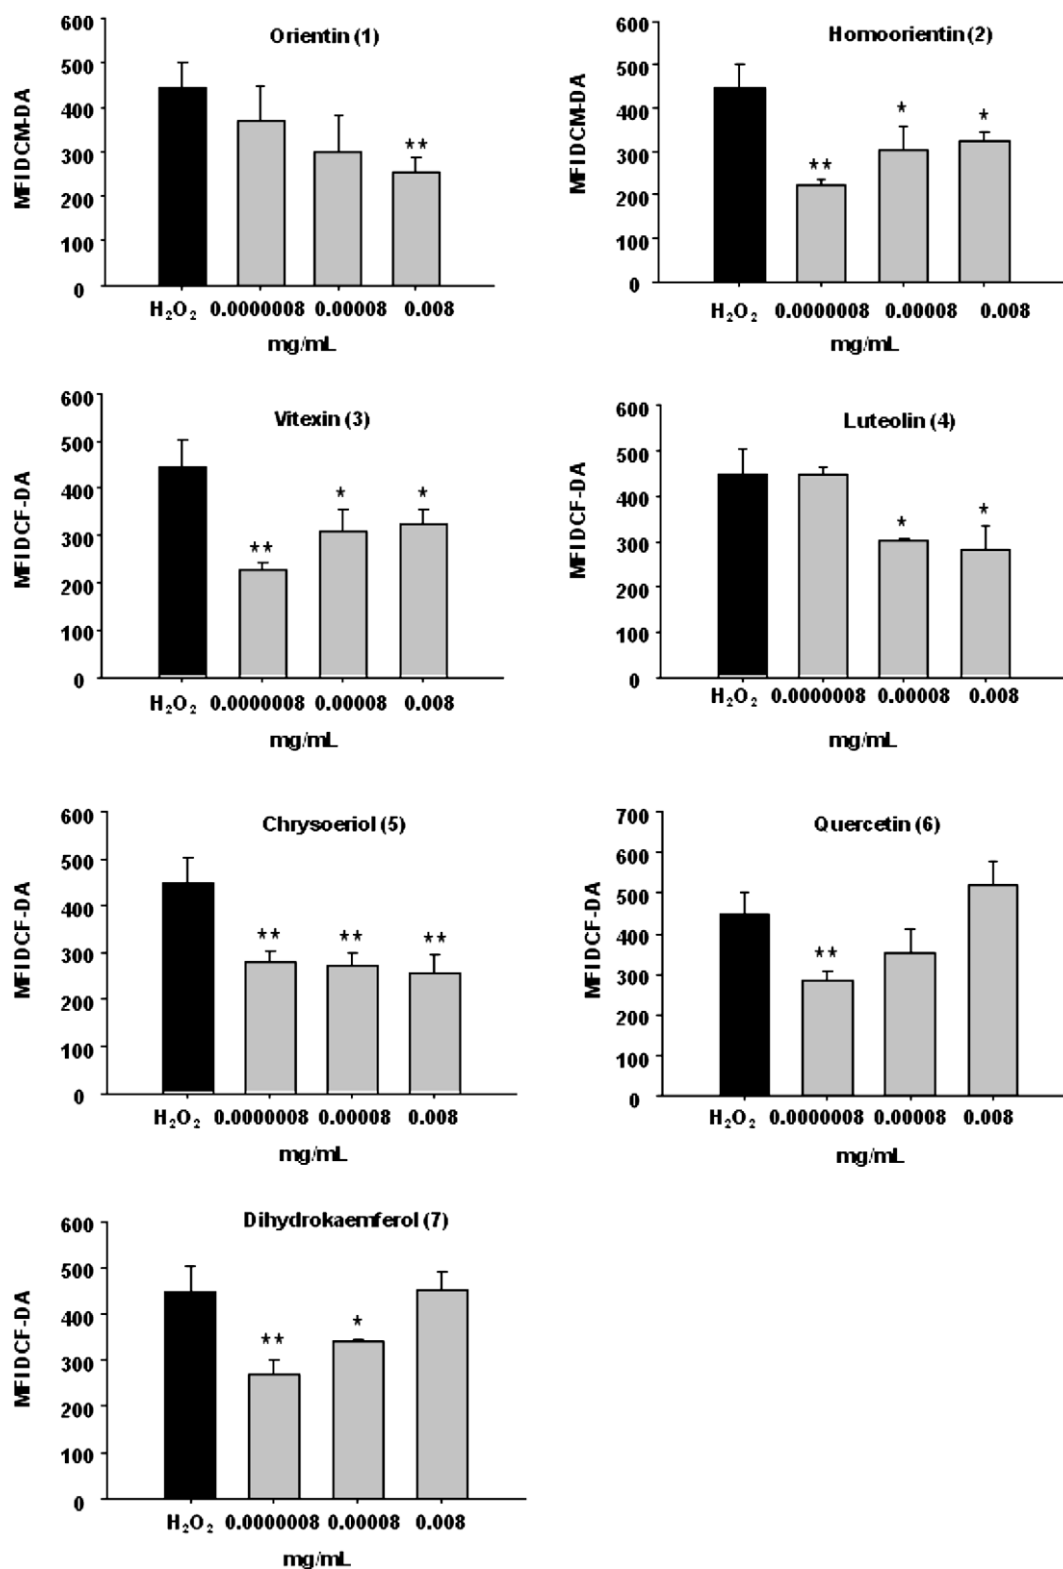 Orientin (1)
MFIDCM-DA
600
500
400
300
200
100
0
H₂O₂ 0.0000008 0.00008 0.008
mg/mL
Homoorientin (2)
MFIDCM-DA
600
500
400
300
200
100
0
H₂O₂ 0.0000008 0.00008 0.008
mg/mL
**
**
*
*
Vitexin (3)
MFIDCF-DA
600
500
400
300
200
100
0
**
*
*
H₂O₂ 0.0000008 0.00008 0.008
mg/mL
Luteolin (4)
MFIDCF-DA
600
500
400
300
200
100
0
*
*
H₂O₂ 0.0000008 0.00008 0.008
mg/mL
Chrysoeriol (5)
MFIDCF-DA
600
500
400
300
200
100
0
**
**
**
H₂O₂ 0.0000008 0.00008 0.008
mg/mL
Quercetin (6)
MFIDCF-DA
700
600
500
400
300
200
100
0
**
H₂O₂ 0.0000008 0.00008 0.008
mg/mL
Dihydrokaemferol (7)
MFIDCF-DA
600
500
400
300
200
100
0
**
*
H₂O₂ 0.0000008 0.00008 0.008
mg/mL